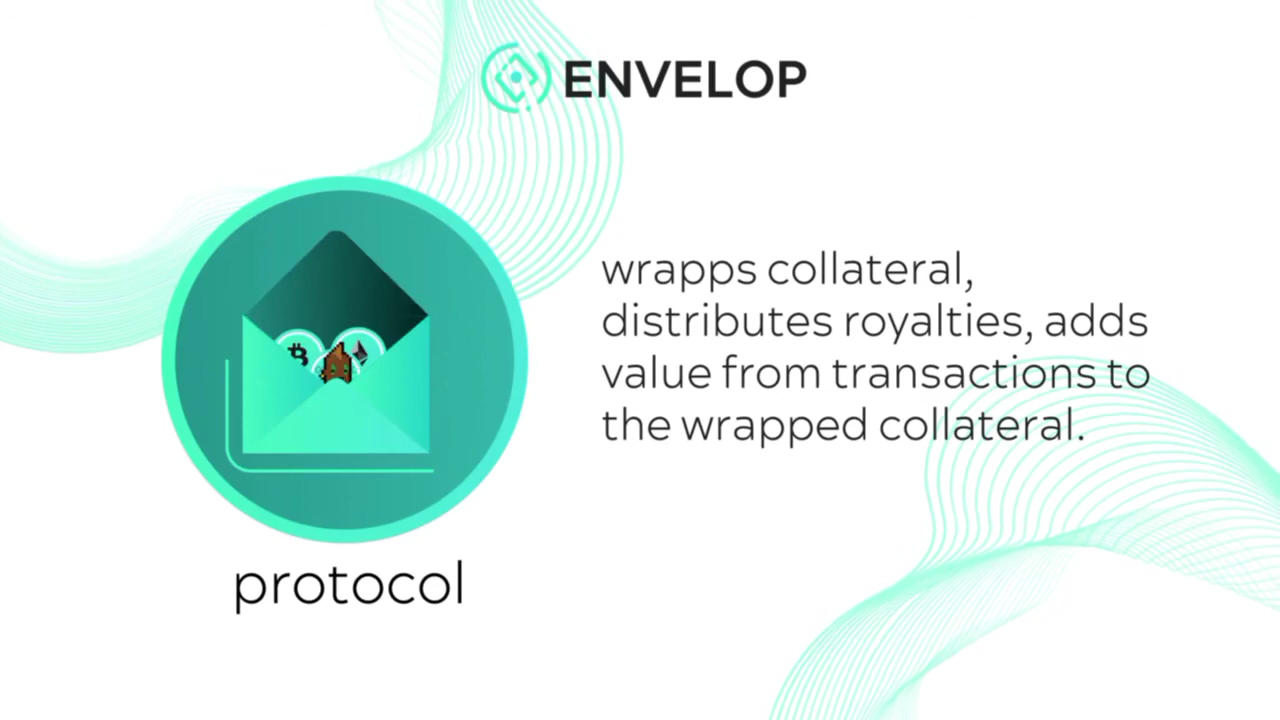 ENVELOP
wrapps collateral,
distributes royalties, adds
value from transactions to
the wrapped collateral.
protocol